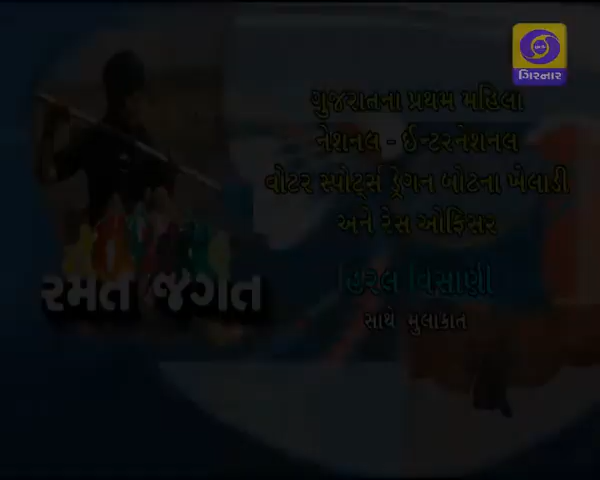 ગિરનાર
ગુજરાતના પ્રથમ મહિલા
નેશનલ - ઈન્ટરનેશનલ
વોટર સ્પોર્ટ્સ ડ્રેગન બોટના ખેલાડી
અને રેસ ઓફિસર
હિરલ વિસાણી
સાથે મુલાકાત
રમત જગત